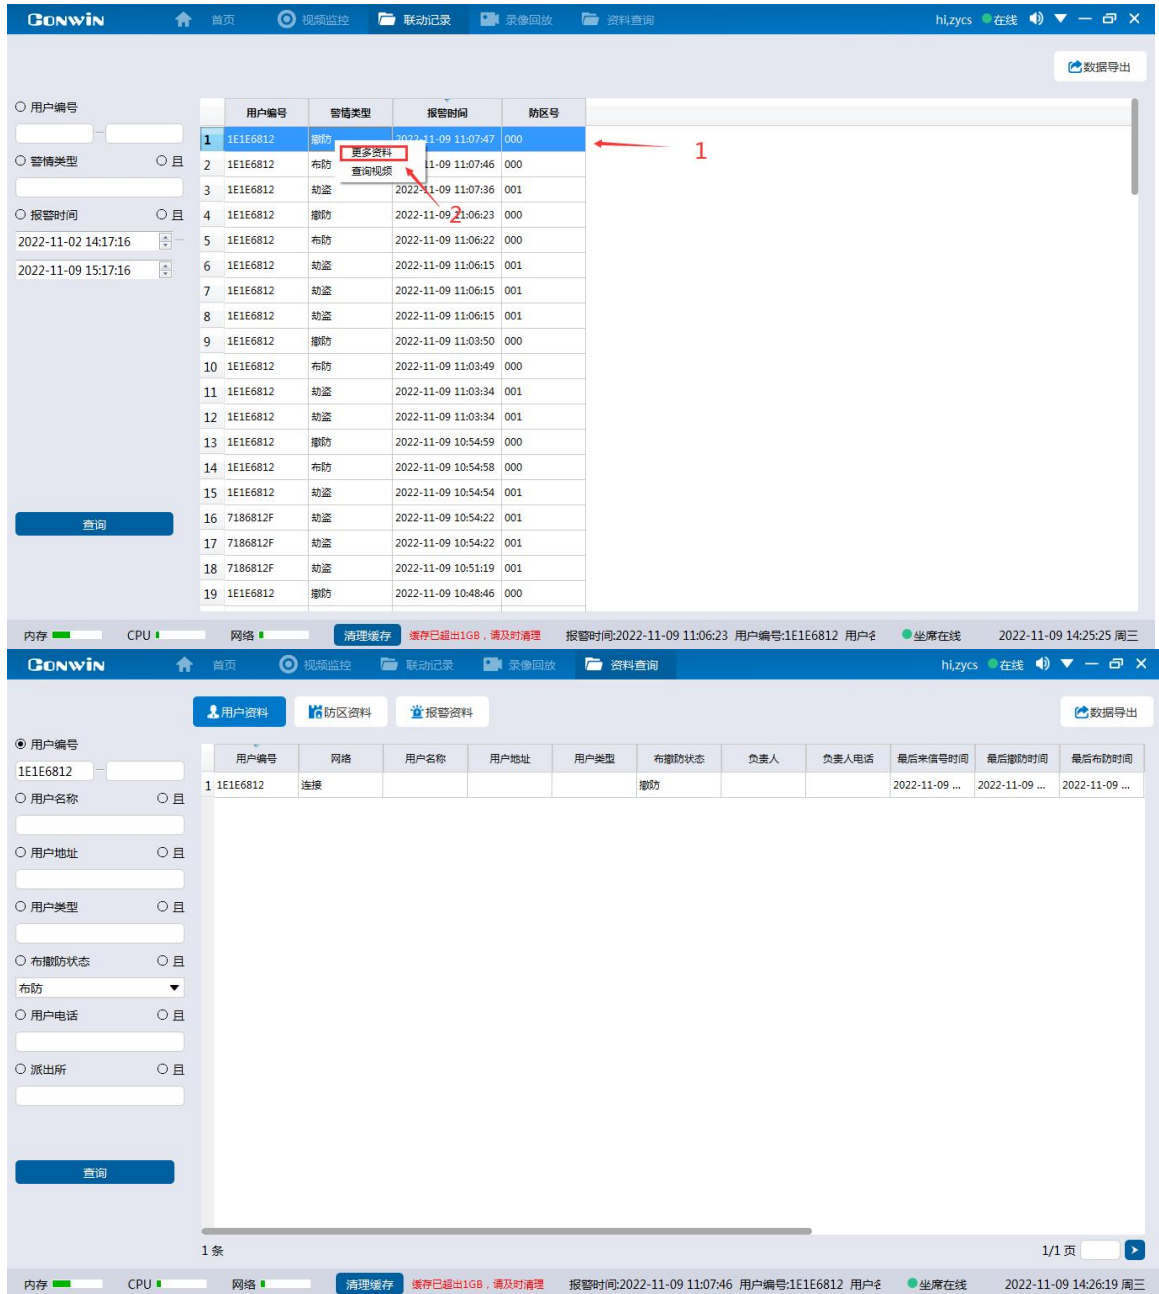 CONWIN 首页 视频监控 联动记录 录像回放 资料查询 hi,zycs 在线
数据导出
用户编号
警情类型 且
报警时间 且
2022-11-02 14:17:16
2022-11-09 15:17:16
查询
用户编号 警情类型 报警时间 防区号
1 1E1E6812 撤防 2022-11-09 11:07:47 000
更多资料
查询视频
1
2
2 1E1E6812 布防 11-09 11:07:46 000
3 1E1E6812 劫盗 2022-11-09 11:07:36 001
4 1E1E6812 撤防 2022-11-09 11:06:23 000
5 1E1E6812 布防 2022-11-09 11:06:22 000
6 1E1E6812 劫盗 2022-11-09 11:06:15 001
7 1E1E6812 劫盗 2022-11-09 11:06:15 001
8 1E1E6812 劫盗 2022-11-09 11:06:15 001
9 1E1E6812 撤防 2022-11-09 11:03:50 000
10 1E1E6812 布防 2022-11-09 11:03:49 000
11 1E1E6812 劫盗 2022-11-09 11:03:34 001
12 1E1E6812 劫盗 2022-11-09 11:03:34 001
13 1E1E6812 撤防 2022-11-09 10:54:59 000
14 1E1E6812 布防 2022-11-09 10:54:58 000
15 1E1E6812 劫盗 2022-11-09 10:54:54 001
16 7186812F 劫盗 2022-11-09 10:54:22 001
17 7186812F 劫盗 2022-11-09 10:54:22 001
18 7186812F 劫盗 2022-11-09 10:51:19 001
19 1E1E6812 撤防 2022-11-09 10:48:46 000
内存 CPU 网络 清理缓存 缓存已超出1GB，请及时清理 报警时间:2022-11-09 11:06:23 用户编号:1E1E6812 用户名 坐席在线 2022-11-09 14:25:25 周三
CONWIN 首页 视频监控 联动记录 录像回放 资料查询 hi,zycs 在线
用户资料 防区资料 报警资料 数据导出
用户编号
1E1E6812
用户名称 且
用户地址 且
用户类型 且
布撤防状态 且
布防
用户电话 且
派出所 且
查询
用户编号 网络 用户名称 用户地址 用户类型 布撤防状态 负责人 负责人电话 最后来信号时间 最后撤防时间 最后布防时间
1 1E1E6812 连接 撤防 2022-11-09 ... 2022-11-09 ... 2022-11-09 ...
1 条 1/1 页
内存 CPU 网络 清理缓存 缓存已超出1GB，请及时清理 报警时间:2022-11-09 11:07:46 用户编号:1E1E6812 用户名 坐席在线 2022-11-09 14:26:19 周三